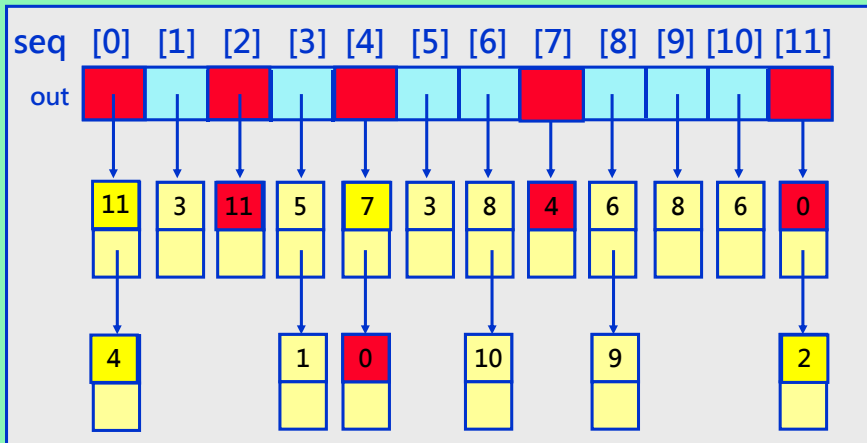 seq [0] [1] [2] [3] [4] [5] [6] [7] [8] [9] [10] [11]
out
11 3 11 5 7 3 8 4 6 8 6 0
4 1 0 10 9 2